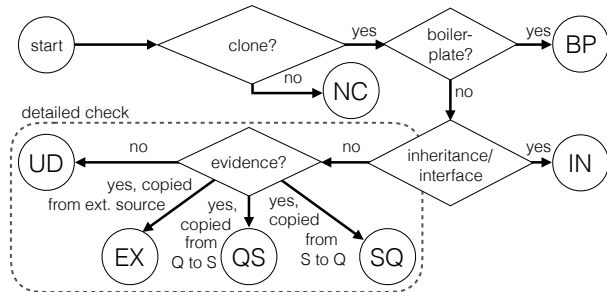 start
clone?
yes
boiler-
plate?
yes
BP
no
NC
no
detailed check
UD
no
evidence?
no
inheritance/
interface
yes
IN
yes, copied
from ext. source
yes,
copied
from
Q to S
yes,
copied
from
S to Q
EX
QS
SQ